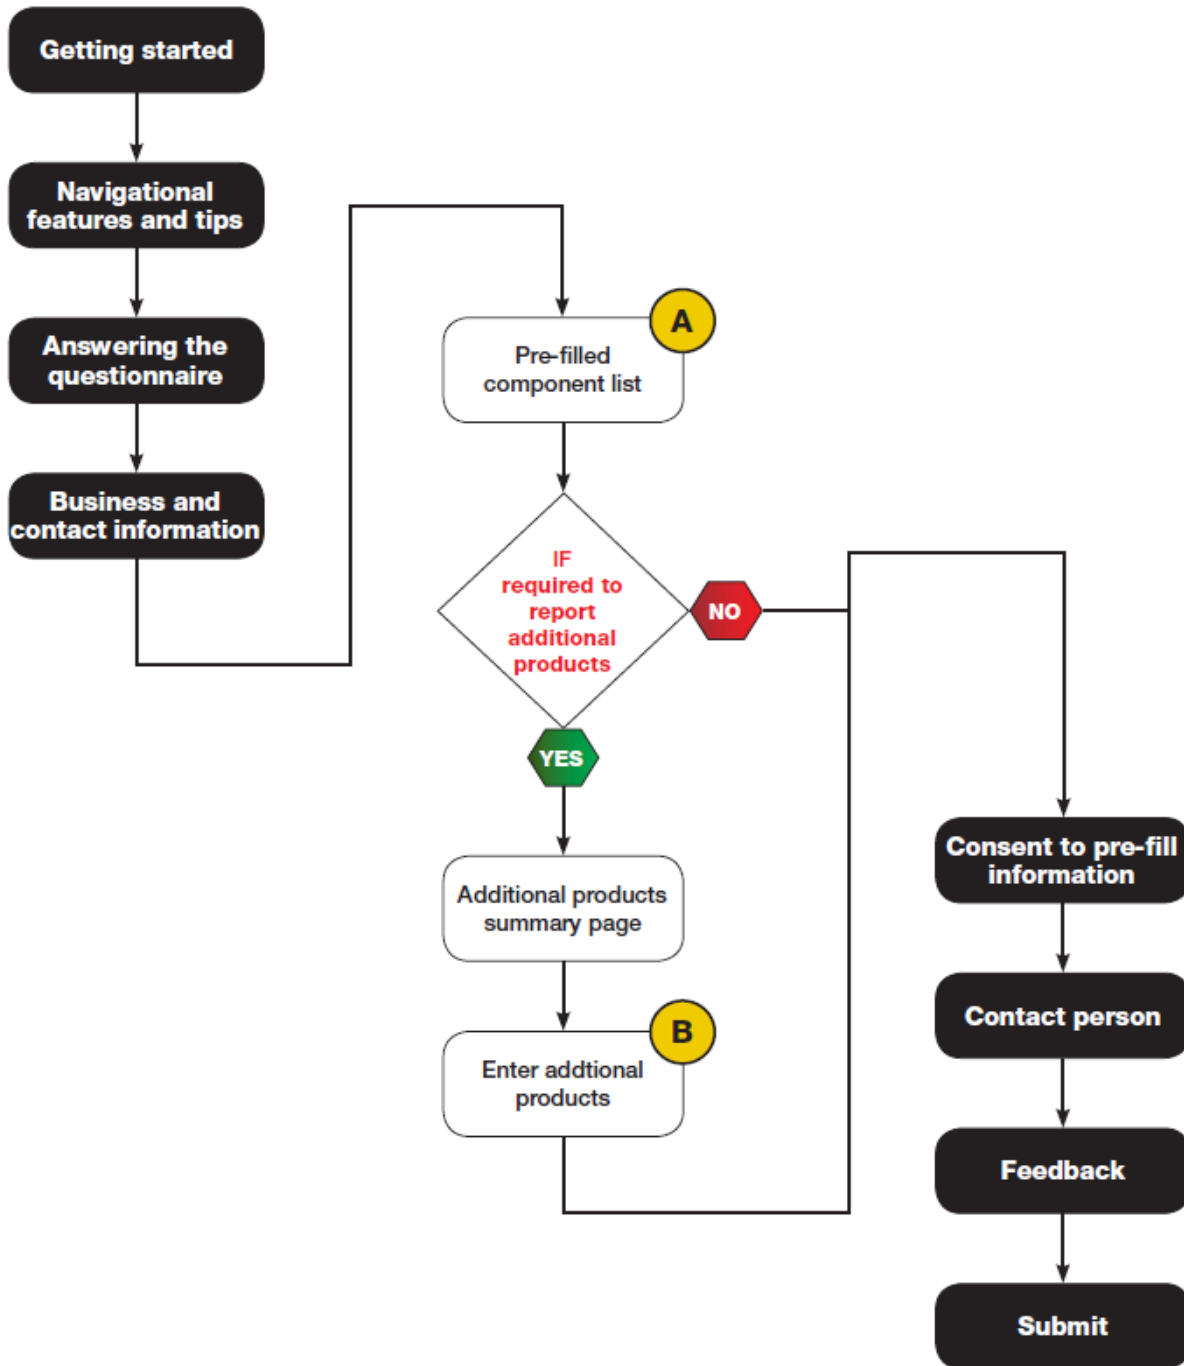 Getting started
Navigational
features and tips
Answering the
questionnaire
Business and
contact information
A
Pre-filled
component list
IF
required to
report
additional
products
NO
YES
Additional products
summary page
B
Enter addtional
products
Consent to pre-fill
information
Contact person
Feedback
Submit